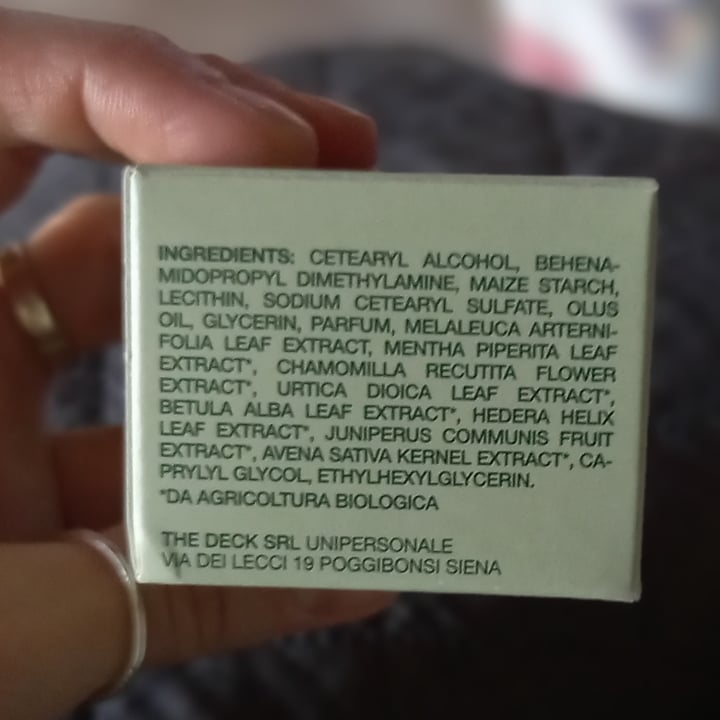 INGREDIENTS: CETEARYL ALCOHOL, BEHENA-
MIDOPROPYL DIMETHYLAMINE, MAIZE STARCH,
LECITHIN, SODIUM CETEARYL SULFATE, OLUS
OIL, GLYCERIN, PARFUM, MELALEUCA ARTERNI-
FOLIA LEAF EXTRACT, MENTHA PIPERITA LEAF
EXTRACT*, CHAMOMILLA RECUTITA FLOWER
EXTRACT*, URTICA DIOICA LEAF EXTRACT*,
BETULA ALBA LEAF EXTRACT*, HEDERA HELIX
LEAF EXTRACT*, JUNIPERUS COMMUNIS FRUIT
EXTRACT*, AVENA SATIVA KERNEL EXTRACT*, CA-
PRYLYL GLYCOL, ETHYLHEXYLGLYCERIN.
*DA AGRICOLTURA BIOLOGICA
THE DECK SRL UNIPERSONALE
VIA DEI LECCI 19 POGGIBONSI SIENA